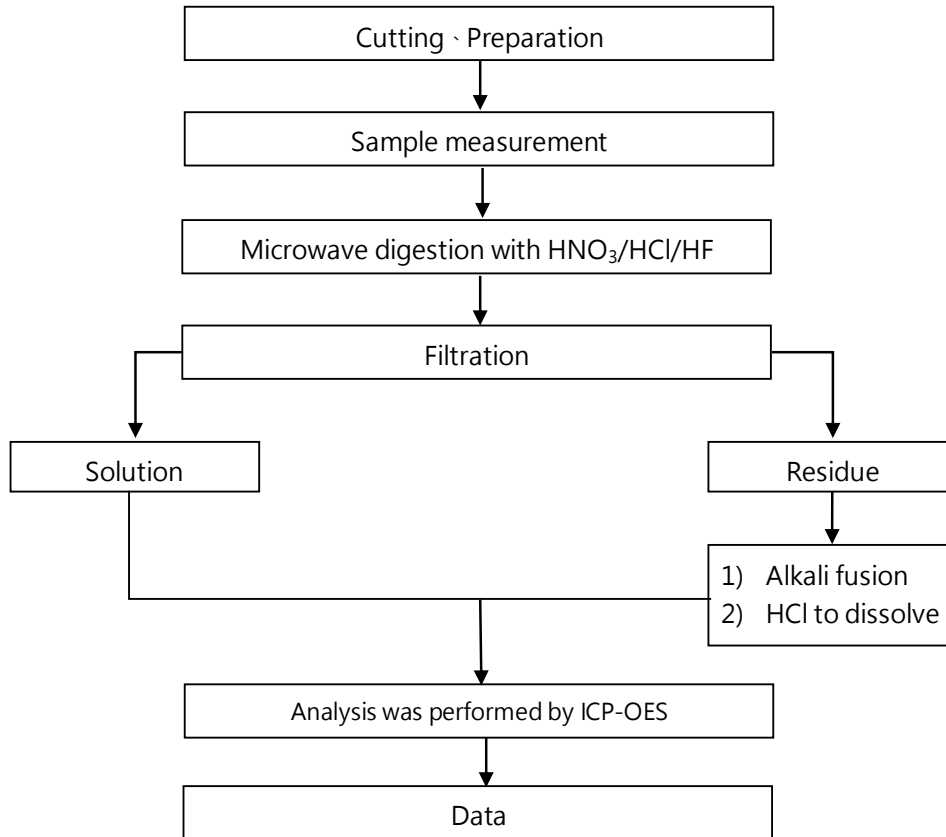 Cutting、Preparation
Sample measurement
Microwave digestion with HNO₃/HCl/HF
Filtration
Solution
Residue
1) Alkali fusion
2) HCl to dissolve
Analysis was performed by ICP-OES
Data